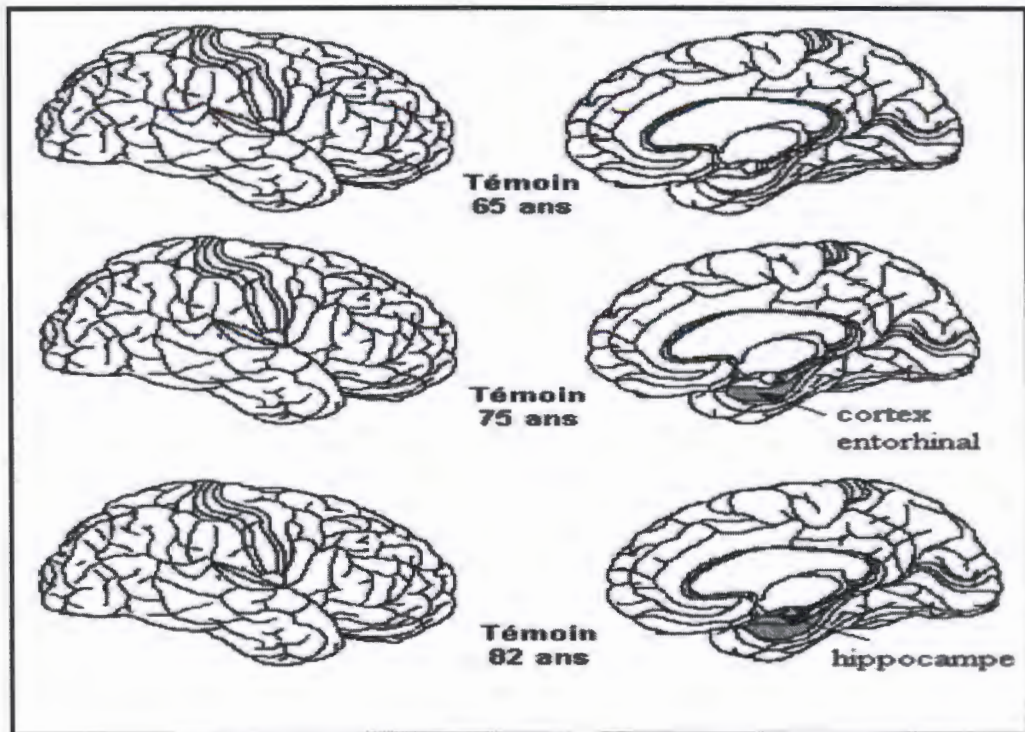 Témoin
65 ans
Témoin
75 ans
cortex
entorhinal
Témoin
82 ans
hippocampe